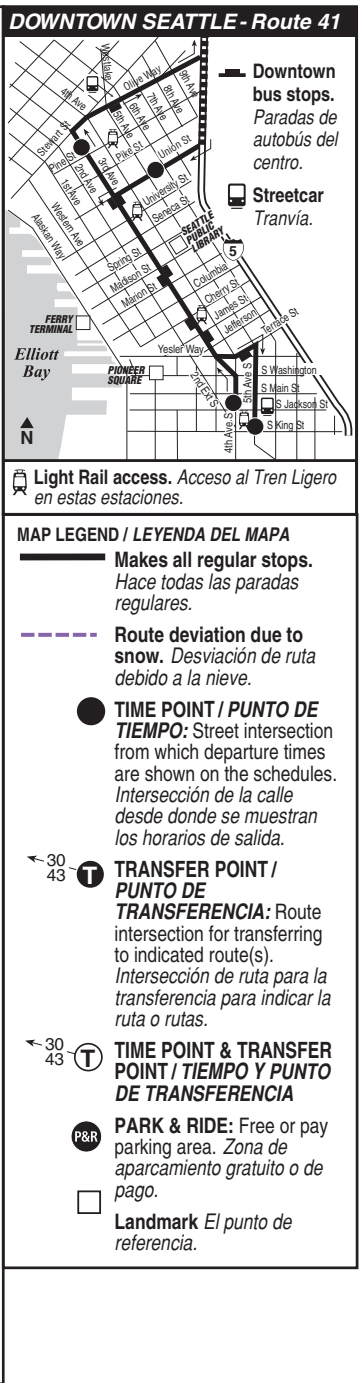 DOWNTOWN SEATTLE - Route 41
Westlake
Olive Way
9th Ave
8th Ave
7th Ave
6th Ave
5th Ave
4th Ave
Stewart St
Pine St
Pike St
Union St
3rd Ave
2nd Ave
1st Ave
Western Ave
Alaskan Way
University St
Seneca St
SEATTLE
PUBLIC
LIBRARY
5
Spring St
Madison St
Marion St
Columbia
Cherry St
James St
Jefferson
Terrace St
FERRY
TERMINAL
Elliott
Bay
PIONEER
SQUARE
Yesler Way
2nd Ext S
4th Ave S
5th Ave S
S Washington
S Main St
S Jackson St
S King St
N
Downtown
bus stops.
Paradas de
autobús del
centro.
Streetcar
Tranvía.
Light Rail access. Acceso al Tren Ligero
en estas estaciones.
MAP LEGEND / LEYENDA DEL MAPA
Makes all regular stops.
Hace todas las paradas
regulares.
Route deviation due to
snow. Desviación de ruta
debido a la nieve.
TIME POINT / PUNTO DE
TIEMPO: Street intersection
from which departure times
are shown on the schedules.
Intersección de la calle
desde donde se muestran
los horarios de salida.
30
43 T TRANSFER POINT /
PUNTO DE
TRANSFERENCIA: Route
intersection for transferring
to indicated route(s).
Intersección de ruta para la
transferencia para indicar la
ruta o rutas.
30
43 T TIME POINT & TRANSFER
POINT / TIEMPO Y PUNTO
DE TRANSFERENCIA
P&R PARK & RIDE: Free or pay
parking area. Zona de
aparcamiento gratuito o de
pago.
Landmark El punto de
referencia.